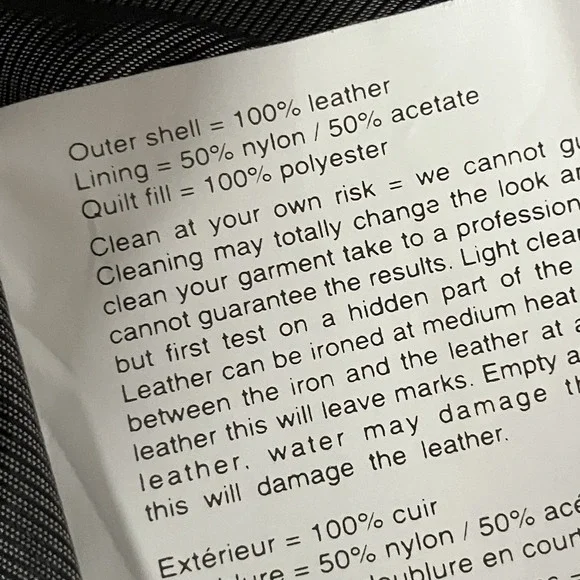 Outer shell = 100% leather
Lining = 50% nylon / 50% acetate
Quilt fill = 100% polyester
Clean at your own risk = we cannot
Cleaning may totally change the look
clean your garment take to a
cannot guarantee the results. Light
but first test on a hidden part of the
Leather can be ironed at medium heat
between the iron and the leather at
leather this will leave marks. Empty
leather. water may damage
this will damage the leather.
Extérieur = 100% cuir
= 50% nylon / 50%
en